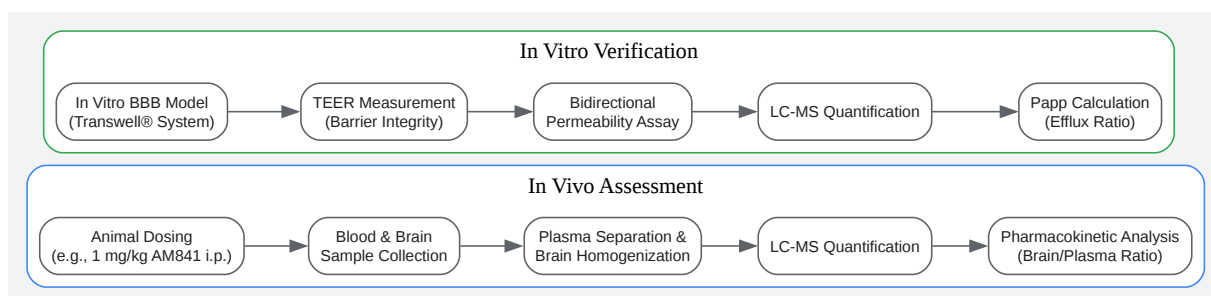 In Vitro Verification
In Vitro BBB Model
(Transwell® System)
TEER Measurement
(Barrier Integrity)
Bidirectional
Permeability Assay
LC-MS Quantification
Papp Calculation
(Efflux Ratio)
In Vivo Assessment
Animal Dosing
(e.g., 1 mg/kg AM841 i.p.)
Blood & Brain
Sample Collection
Plasma Separation &
Brain Homogenization
LC-MS Quantification
Pharmacokinetic Analysis
(Brain/Plasma Ratio)